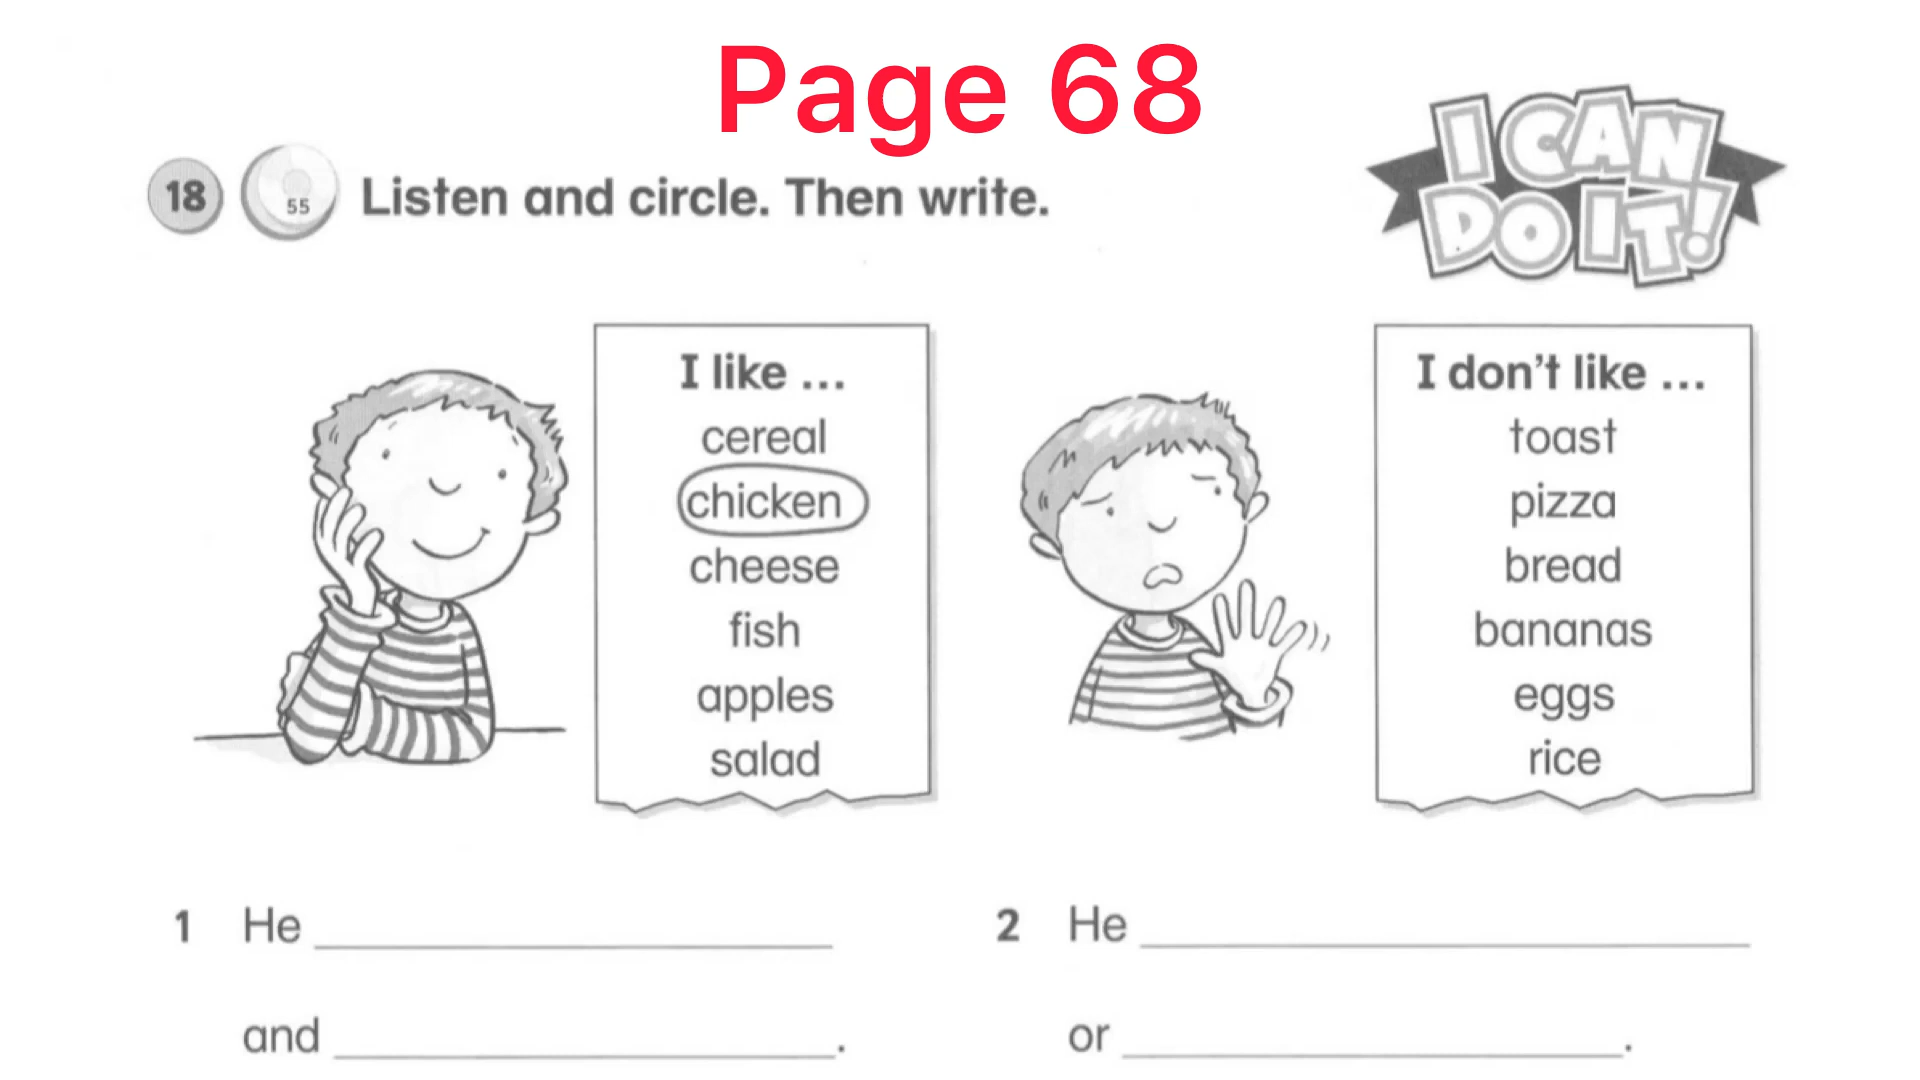 Page 68
18 55 Listen and circle. Then write.
I CAN
DO IT!
I like ...
cereal
chicken
cheese
fish
apples
salad
I don't like ...
toast
pizza
bread
bananas
eggs
rice
1 He
and .
2 He
or .